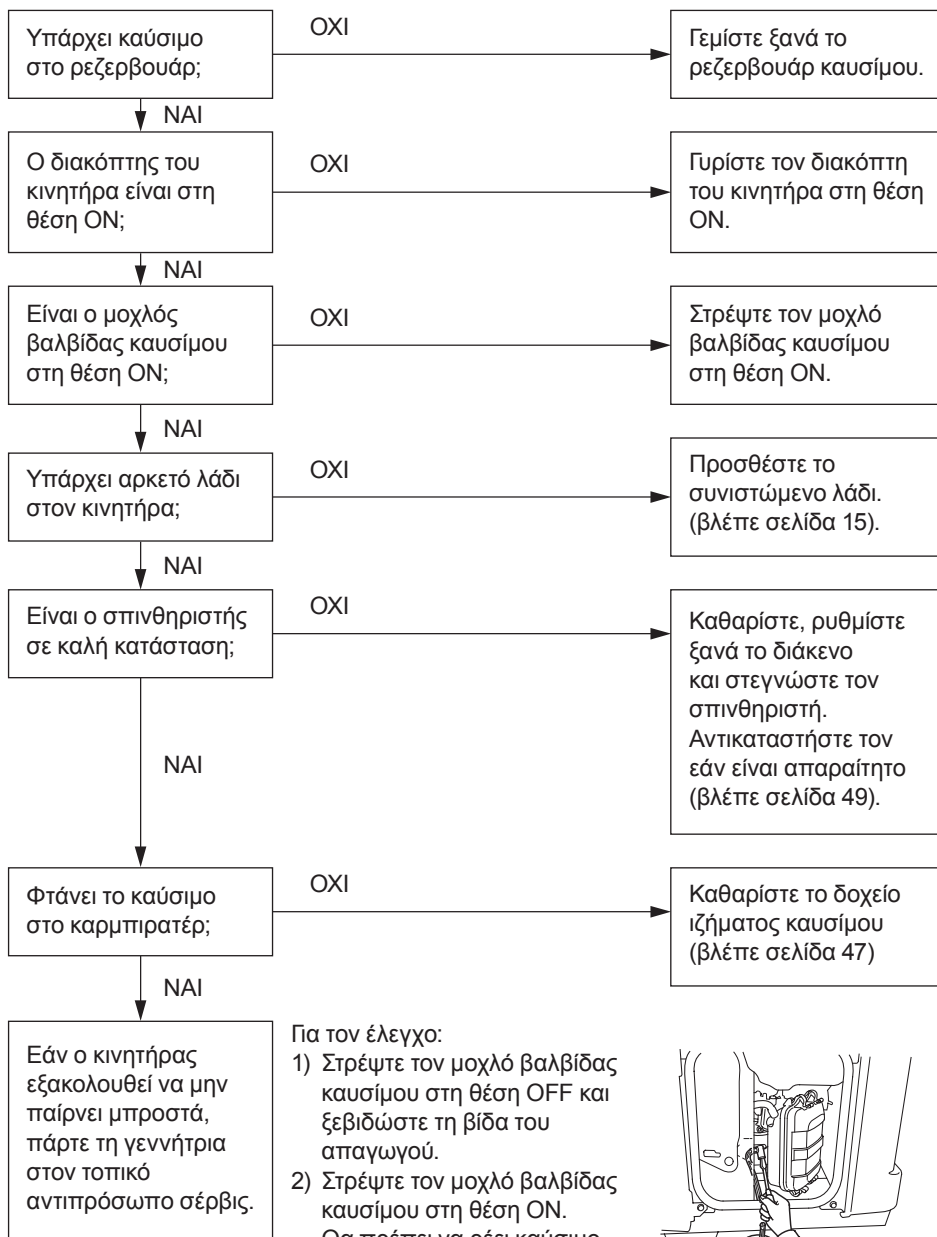 Υπάρχει καύσιμο
στο ρεζερβουάρ;
ΟΧΙ
Γεμίστε ξανά το
ρεζερβουάρ καυσίμου.
ΝΑΙ
Ο διακόπτης του
κινητήρα είναι στη
θέση ON;
ΟΧΙ
Γυρίστε τον διακόπτη
του κινητήρα στη θέση
ON.
ΝΑΙ
Είναι ο μοχλός
βαλβίδας καυσίμου
στη θέση ON;
ΟΧΙ
Στρέψτε τον μοχλό
βαλβίδας καυσίμου
στη θέση ON.
ΝΑΙ
Υπάρχει αρκετό λάδι
στον κινητήρα;
ΟΧΙ
Προσθέστε το
συνιστώμενο λάδι.
(βλέπε σελίδα 15).
ΝΑΙ
Είναι ο σπινθηριστής
σε καλή κατάσταση;
ΟΧΙ
Καθαρίστε, ρυθμίστε
ξανά το διάκενο
και στεγνώστε τον
σπινθηριστή.
Αντικαταστήστε τον
εάν είναι απαραίτητο
(βλέπε σελίδα 49).
ΝΑΙ
Φτάνει το καύσιμο
στο καρμπιρατέρ;
ΟΧΙ
Καθαρίστε το δοχείο
ιζήματος καυσίμου
(βλέπε σελίδα 47)
ΝΑΙ
Εάν ο κινητήρας
εξακολουθεί να μην
παίρνει μπροστά,
πάρτε τη γεννήτρια
στον τοπικό
αντιπρόσωπο σέρβις.
Για τον έλεγχο:
1) Στρέψτε τον μοχλό βαλβίδας
καυσίμου στη θέση OFF και
ξεβιδώστε τη βίδα του
απαγωγού.
2) Στρέψτε τον μοχλό βαλβίδας
καυσίμου στη θέση ON.
Θα πρέπει να ρέει καύσιμο